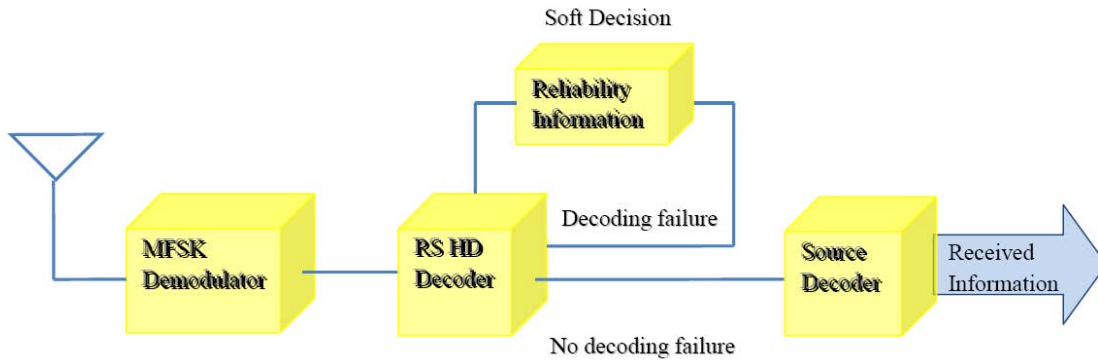 Soft Decision
Reliability
Information
Decoding failure
MFSK
Demodulator
RS HD
Decoder
Source
Decoder
Received
Information
No decoding failure